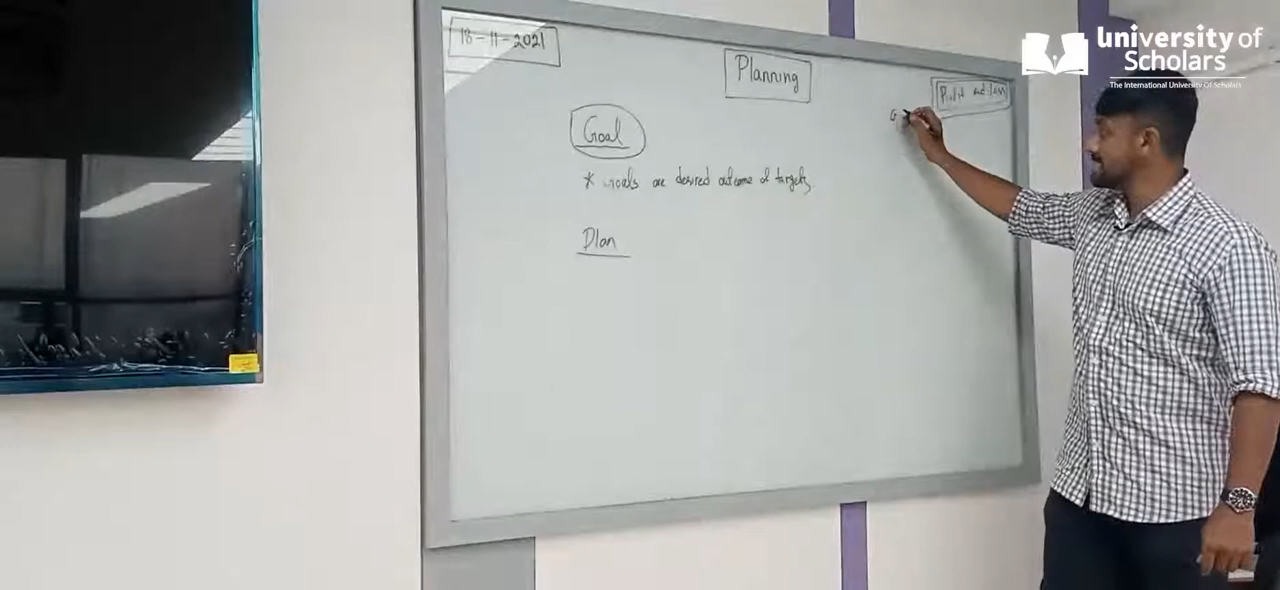 University of
Scholars
The International University Of Scholars
18-11-2021
Planning
Profit and loss
Goal
* Goals are desired outcome of targets
Plan